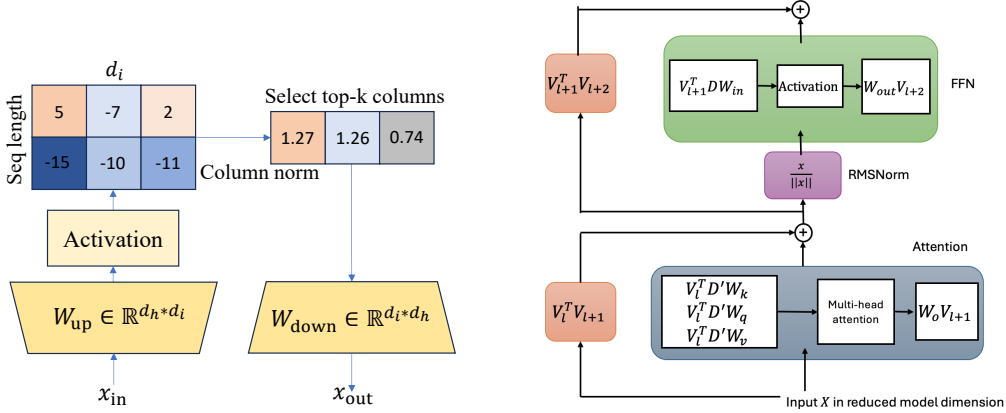 d_i
Seq length
5 -7 2
-15 -10 -11
Column norm
Select top-k columns
1.27 1.26 0.74
Activation
W_up ∈ ℝ^{d_h*d_i}
x_in
W_down ∈ ℝ^{d_i*d_h}
x_out
V_{l+1}^T V_{l+2}
V_{l+1}^T DW_in
Activation
W_out V_{l+2}
FFN
x
||x||
RMSNorm
Attention
V_l^T V_{l+1}
V_l^T D'W_k
V_l^T D'W_q
V_l^T D'W_v
Multi-head
attention
W_o V_{l+1}
Input X in reduced model dimension